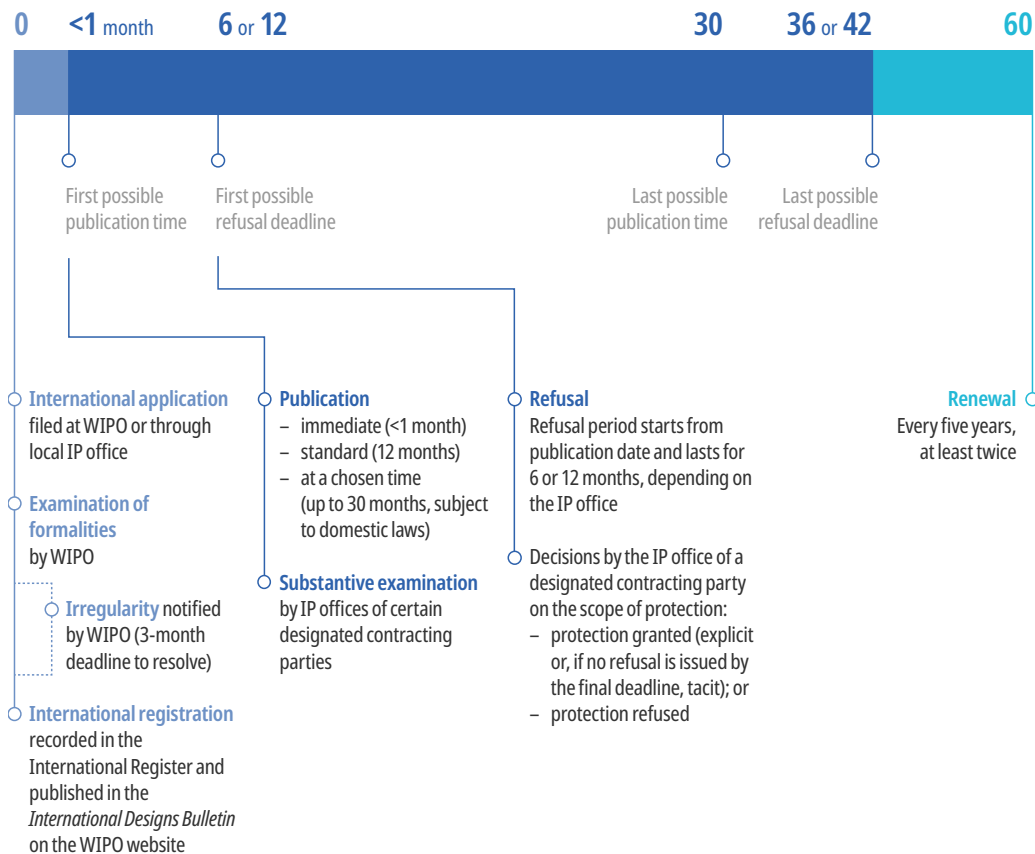 0 <1 month 6 or 12 30 36 or 42 60
First possible
publication time
First possible
refusal deadline
Last possible
publication time
Last possible
refusal deadline
International application
filed at WIPO or through
local IP office
Examination of
formalities
by WIPO
Irregularity notified
by WIPO (3-month
deadline to resolve)
International registration
recorded in the
International Register and
published in the
International Designs Bulletin
on the WIPO website
Publication
– immediate (<1 month)
– standard (12 months)
– at a chosen time
(up to 30 months, subject
to domestic laws)
Substantive examination
by IP offices of certain
designated contracting
parties
Refusal
Refusal period starts from
publication date and lasts for
6 or 12 months, depending on
the IP office
Decisions by the IP office of a
designated contracting party
on the scope of protection:
– protection granted (explicit
or, if no refusal is issued by
the final deadline, tacit); or
– protection refused
Renewal
Every five years,
at least twice